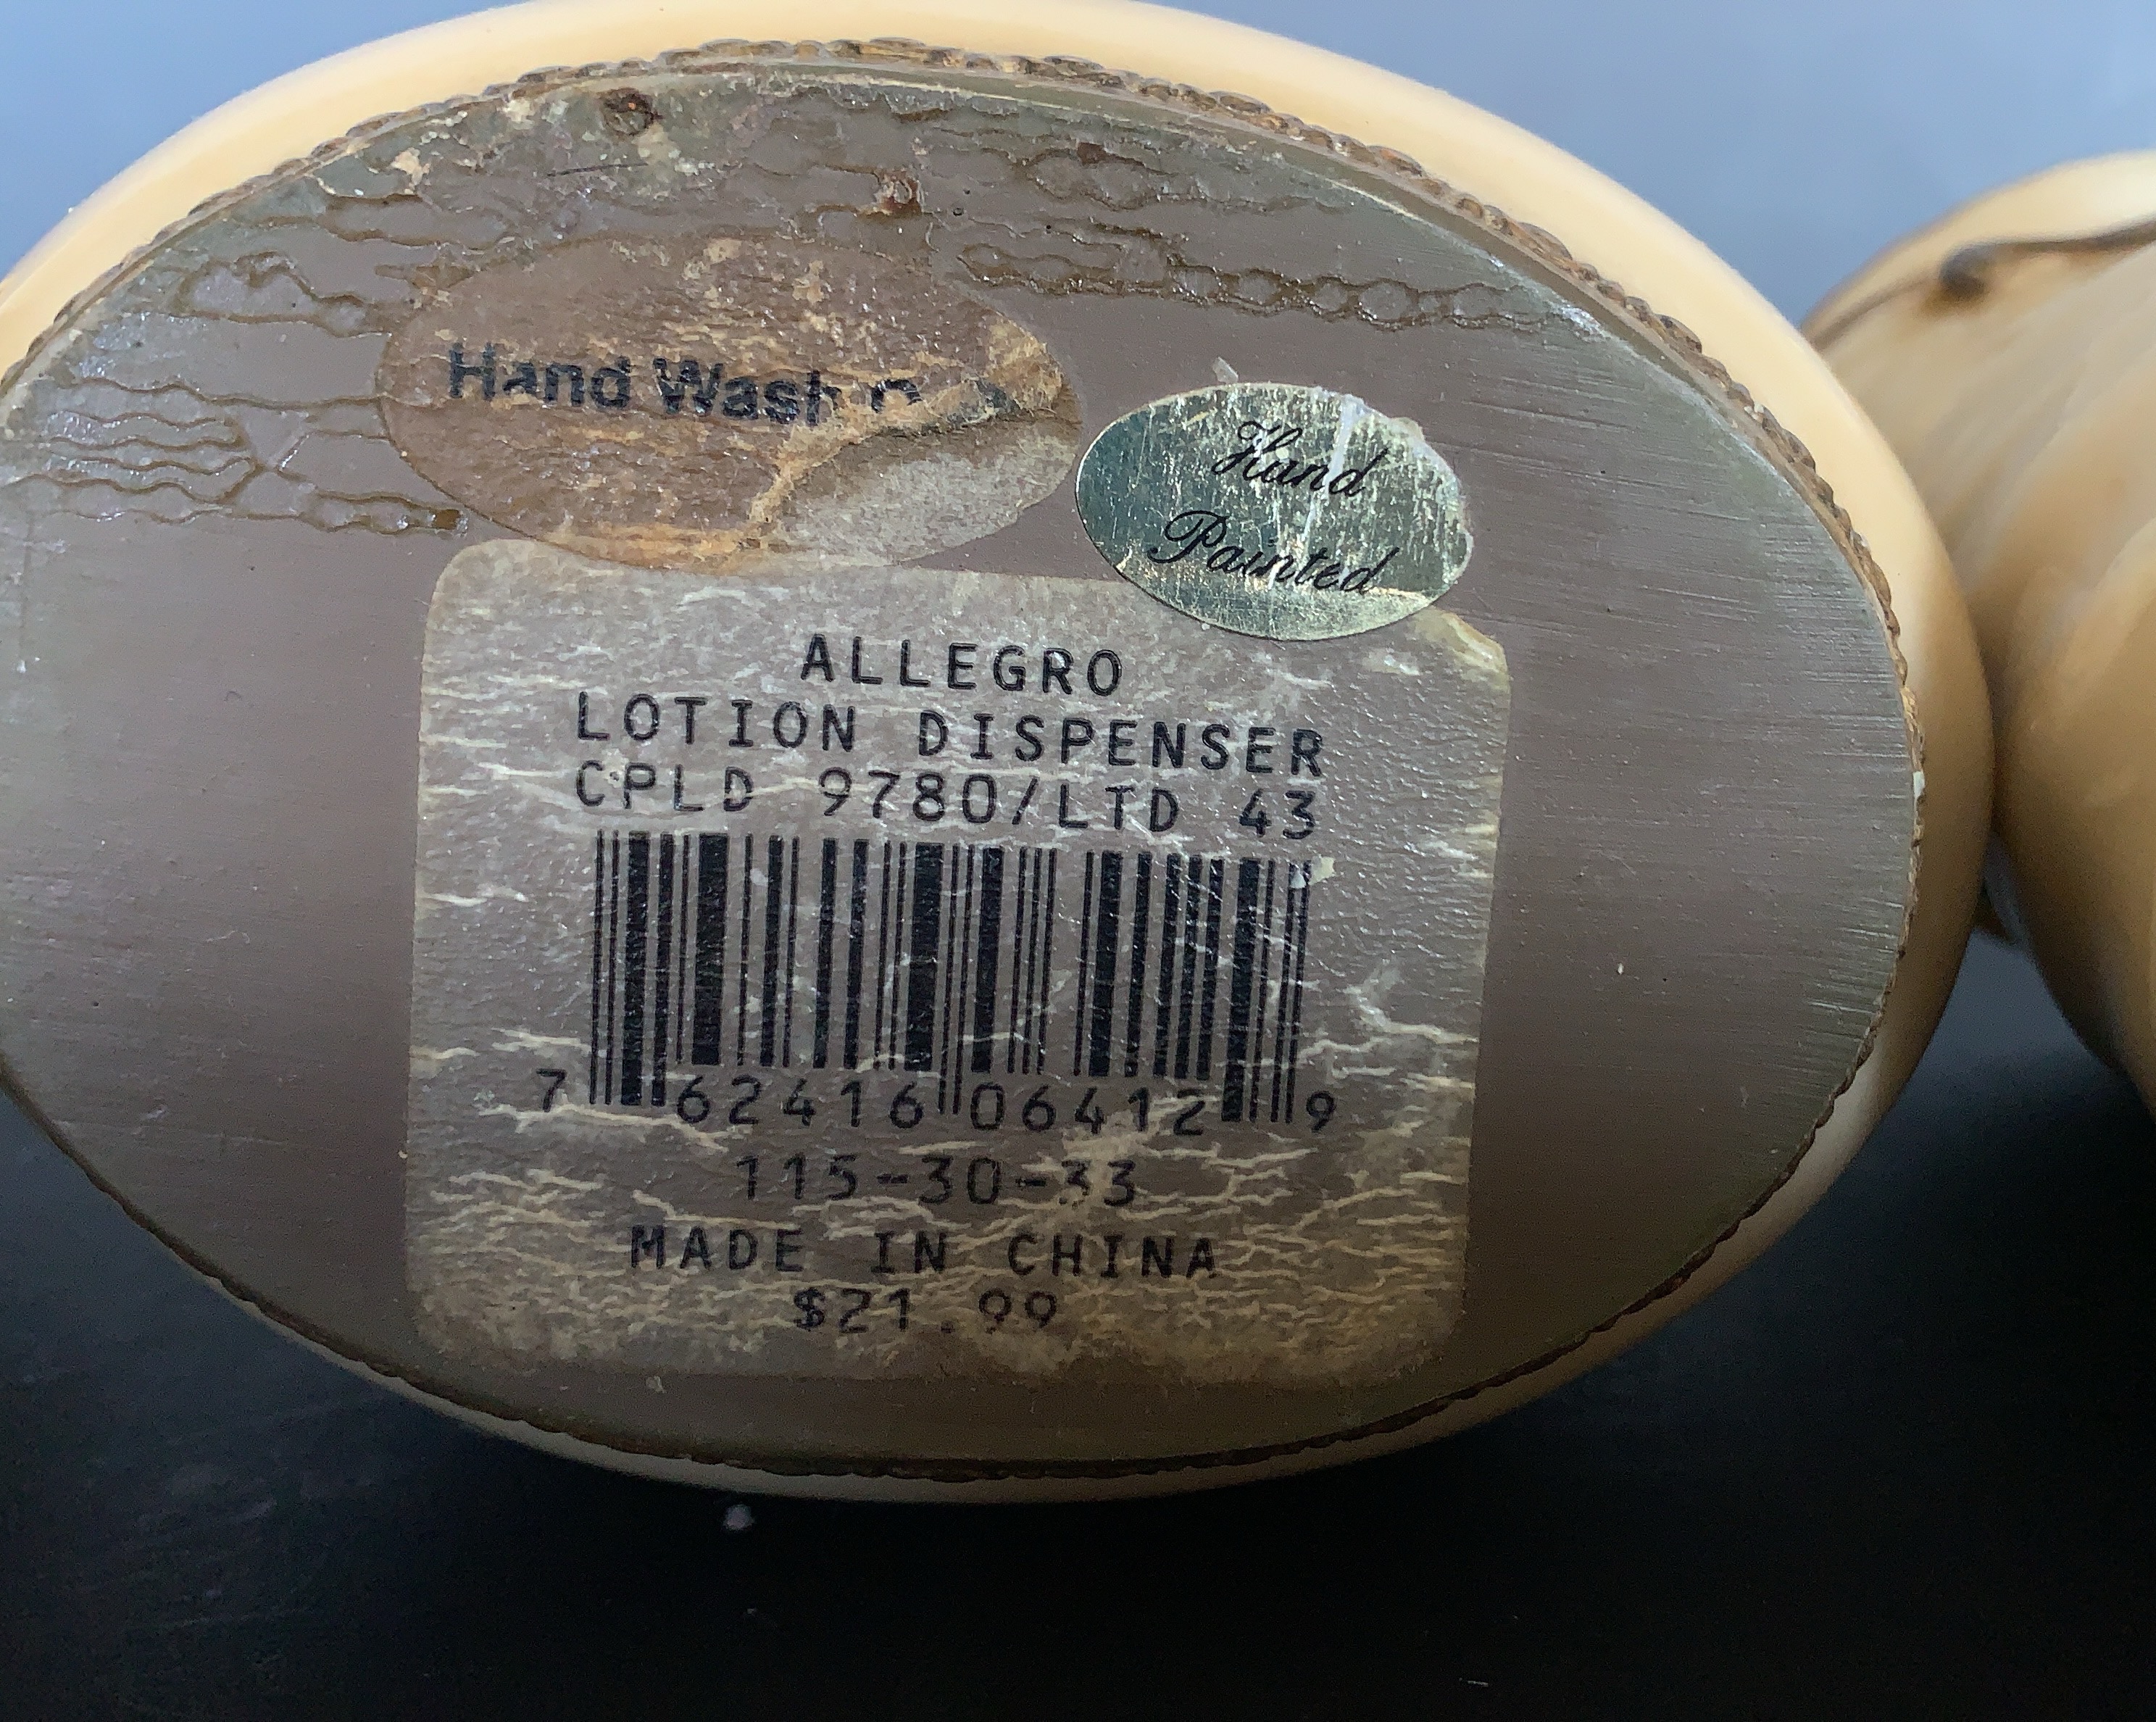 Hand Wash
Hand
Painted
ALLEGRO
LOTION DISPENSER
CPLD 9780/LTD 43
7 62416 06412 9
115-30-33
MADE IN CHINA
$21.99